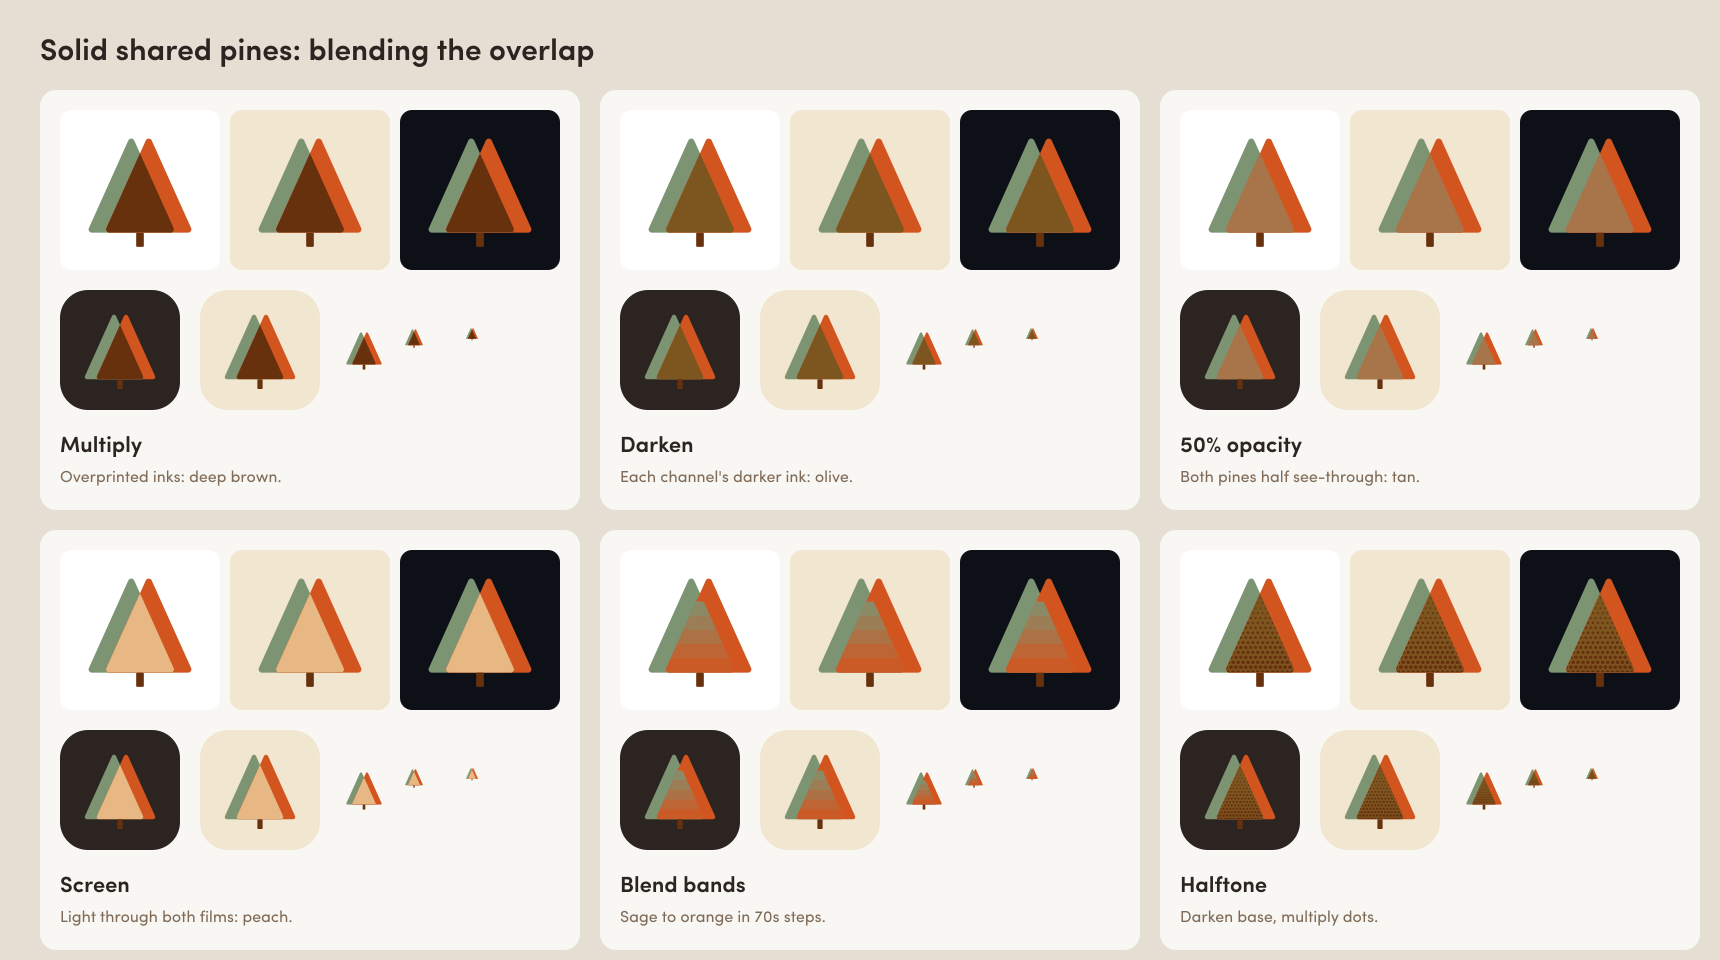 Solid shared pines: blending the overlap
Multiply
Overprinted inks: deep brown.
Darken
Each channel's darker ink: olive.
50% opacity
Both pines half see-through: tan.
Screen
Light through both films: peach.
Blend bands
Sage to orange in 70s steps.
Halftone
Darken base, multiply dots.